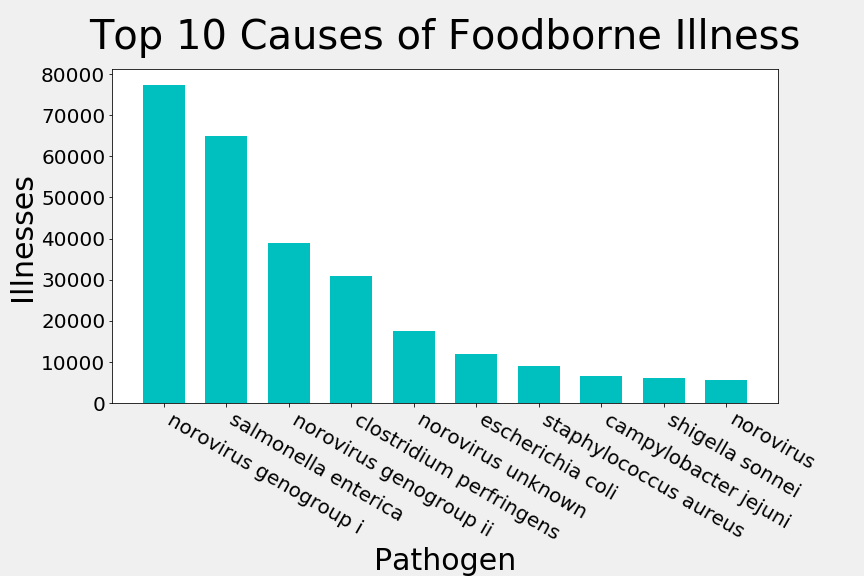 Top 10 Causes of Foodborne Illness
80000
70000
60000
50000
40000
30000
20000
10000
0
Illnesses
norovirus genogroup i
salmonella enterica
norovirus genogroup ii
clostridium perfringens
norovirus unknown
escherichia coli
staphylococcus aureus
campylobacter jejuni
shigella sonnei
norovirus
Pathogen